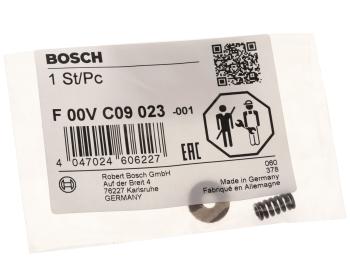 BOSCH
1 St/Pc
F 00V C09 023 -001
4 047024 606227
EAC
060
378
Robert Bosch GmbH
Auf der Breit 4
76227 Karlsruhe
GERMANY
Made in Germany
Fabriqué en Allemagne